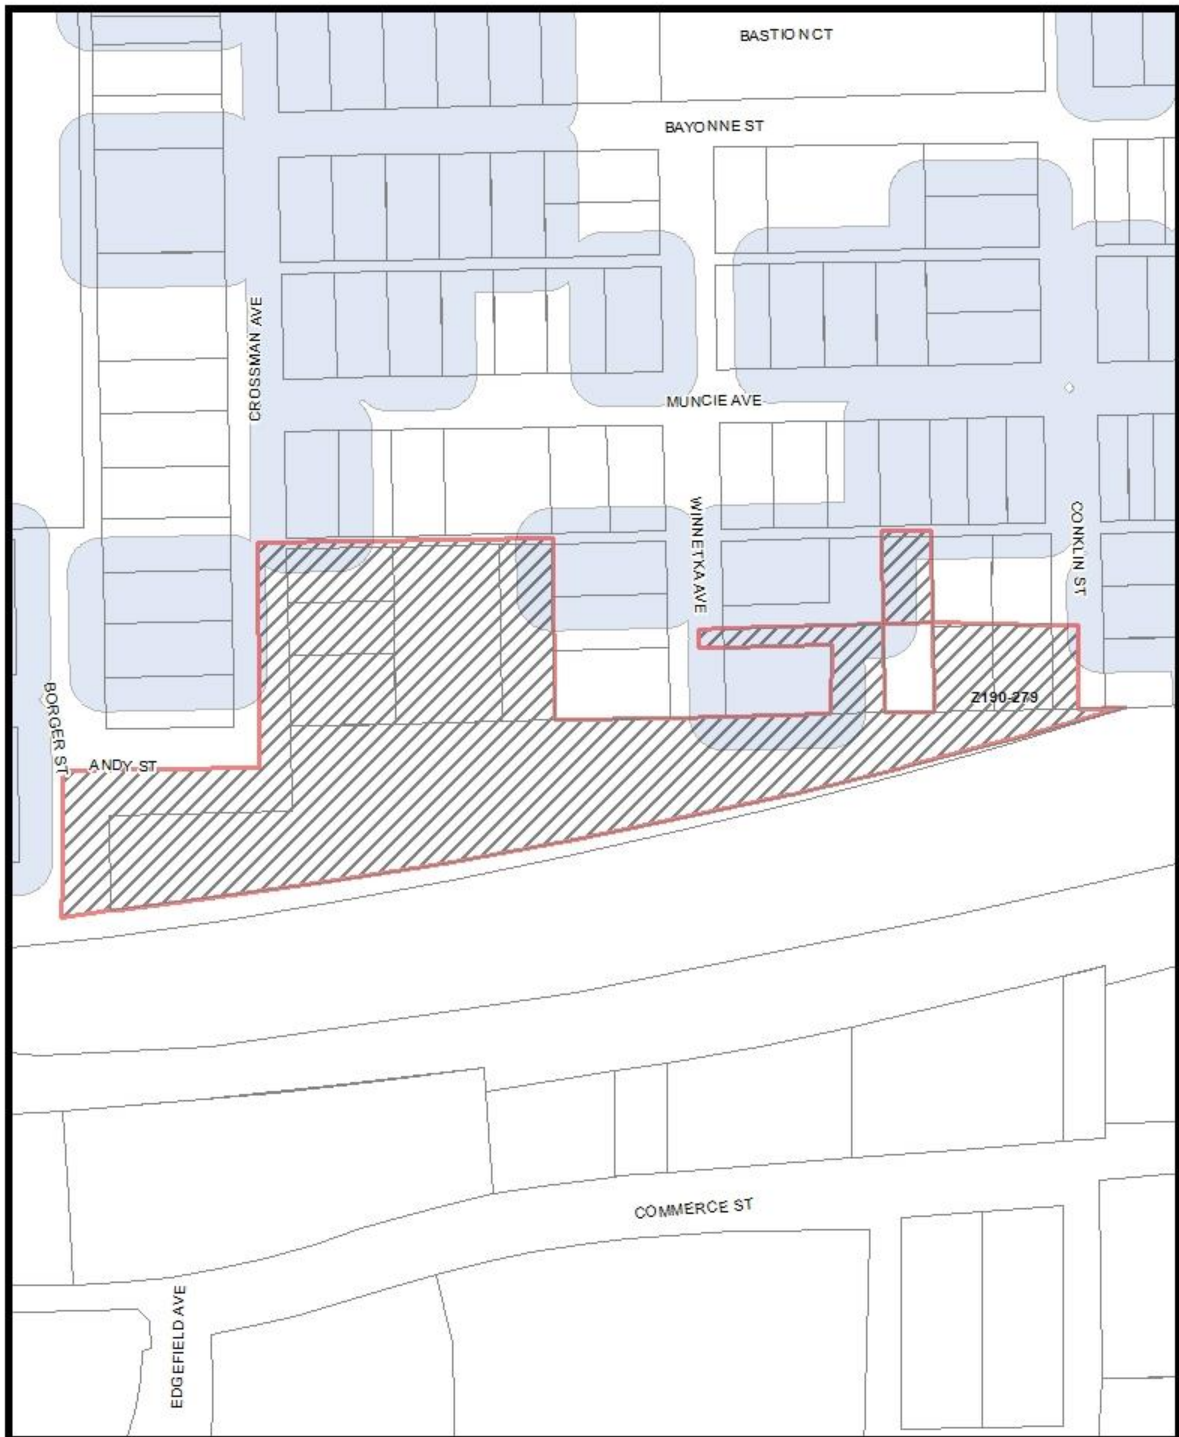 BASTION CT
BAYONNE ST
CROSSMAN AVE
MUNCIE AVE
WINNETKA AVE
CONKLIN ST
BORGER ST
Z190-279
ANDY ST
COMMERCE ST
EDGEFIELD AVE